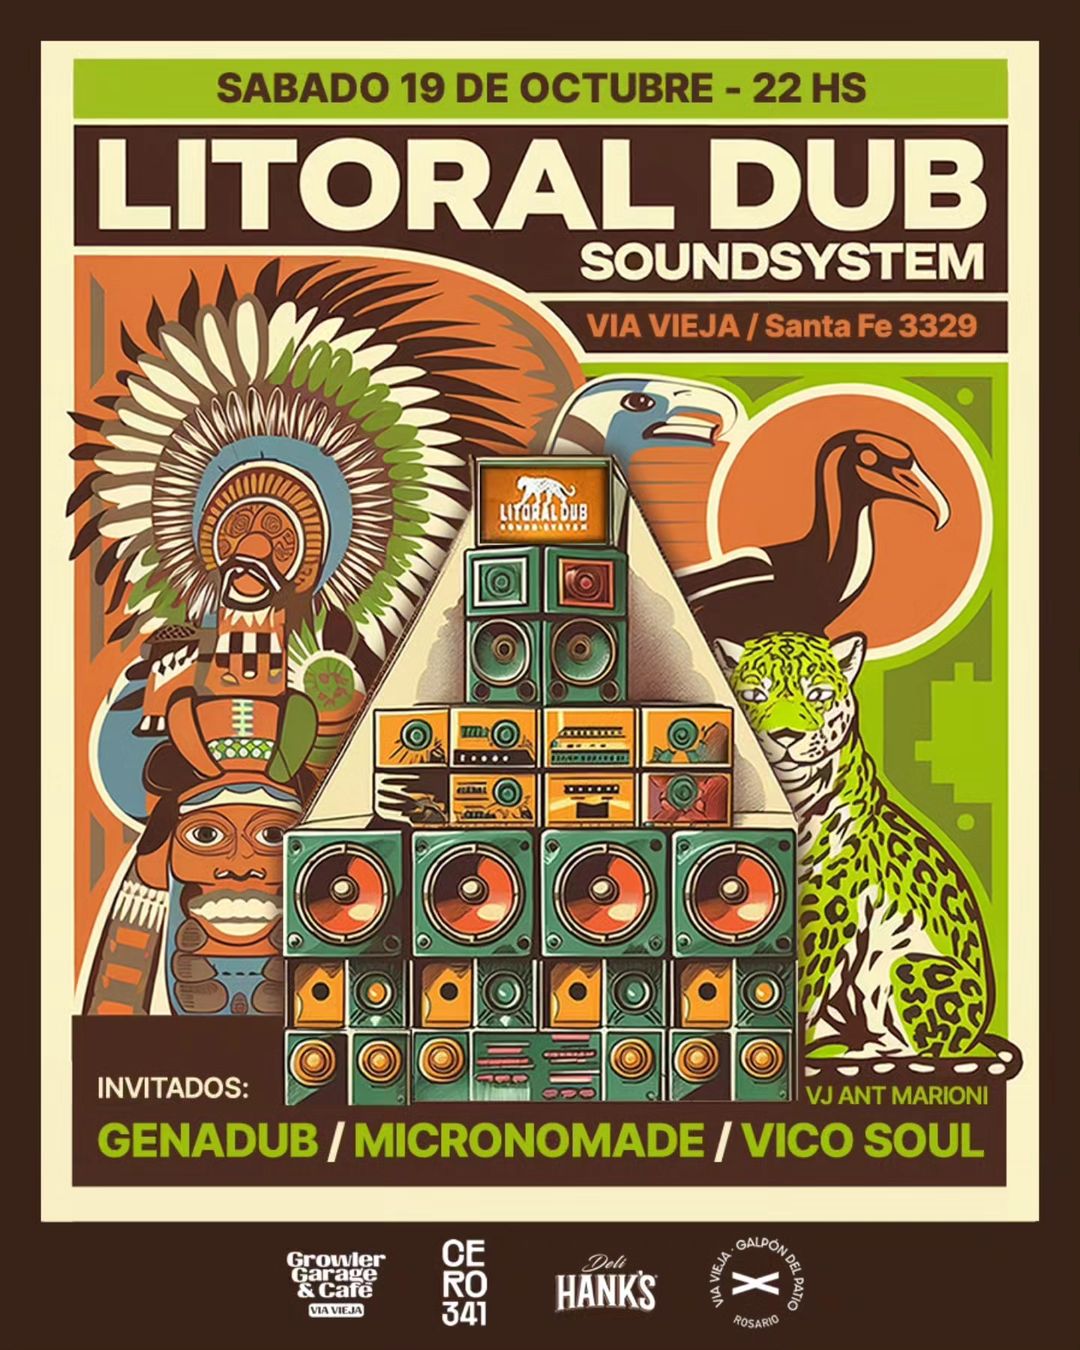 SABADO 19 DE OCTUBRE - 22 HS
LITORAL DUB
SOUNDSYSTEM
VIA VIEJA / Santa Fe 3329
LITORAL DUB
SOUND SYSTEM
INVITADOS:
VJ ANT MARIONI
GENADUB / MICRONOMADE / VICO SOUL
Growler
Garage
& Café
VIA VIEJA
CE
RO
341
Deli
HANK'S
VIA VIEJA · GALPÓN DEL PATIO
ROSARIO